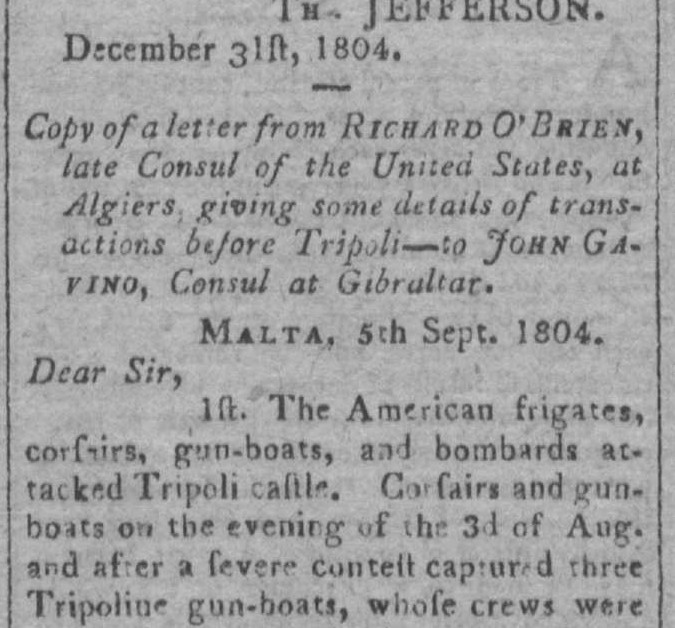 TH. JEFFERSON.
December 31ſt, 1804.
Copy of a letter from RICHARD O'BRIEN,
late Consul of the United States, at
Algiers, giving some details of trans-
actions before Tripoli—to JOHN GA-
VINO, Consul at Gibraltar.
MALTA, 5th Sept. 1804.
Dear Sir,
1ſt. The American frigates,
corſairs, gun-boats, and bombards at-
tacked Tripoli caſtle. Corſairs and gun-
boats on the evening of the 3d of Aug.
and after a ſevere conteſt captured three
Tripoline gun-boats, whoſe crews were